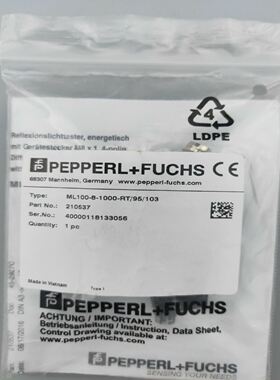 4
LDPE
Reflexionslichttaster, energetisch
mit Gerätestecker M8 x 1, 4-polig
PEPPERL+FUCHS CE
68307 Mannheim, Germany www.pepperl-fuchs.com
Type: ML100-8-1000-RT/95/103
Part No.: 210537
Ser.No.: 40000118133056
Quantity: 1 pc
Made in Vietnam
PEPPERL+FUCHS
ACHTUNG / IMPORTANT:
Betriebsanleitung / Instruction, Data Sheet,
Control Drawing available at:
www.pepperl-fuchs.com
PEPPERL+FUCHS
SENSING YOUR NEEDS